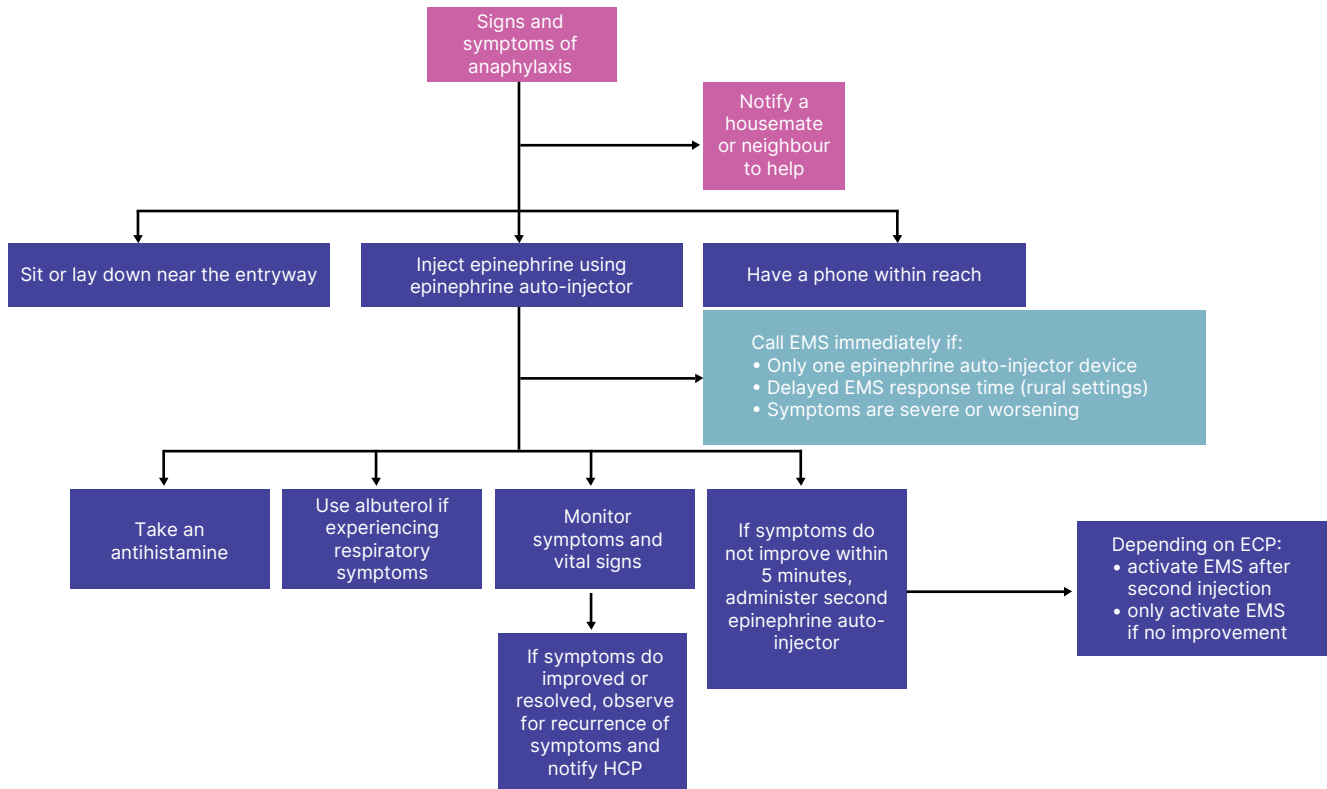 Signs and
symptoms of
anaphylaxis
Notify a
housemate
or neighbour
to help
Sit or lay down near the entryway
Inject epinephrine using
epinephrine auto-injector
Have a phone within reach
Call EMS immediately if:
• Only one epinephrine auto-injector device
• Delayed EMS response time (rural settings)
• Symptoms are severe or worsening
Take an
antihistamine
Use albuterol if
experiencing
respiratory
symptoms
Monitor
symptoms and
vital signs
If symptoms do
not improve within
5 minutes,
administer second
epinephrine auto-
injector
Depending on ECP:
• activate EMS after
second injection
• only activate EMS
if no improvement
If symptoms do
improved or
resolved, observe
for recurrence of
symptoms and
notify HCP